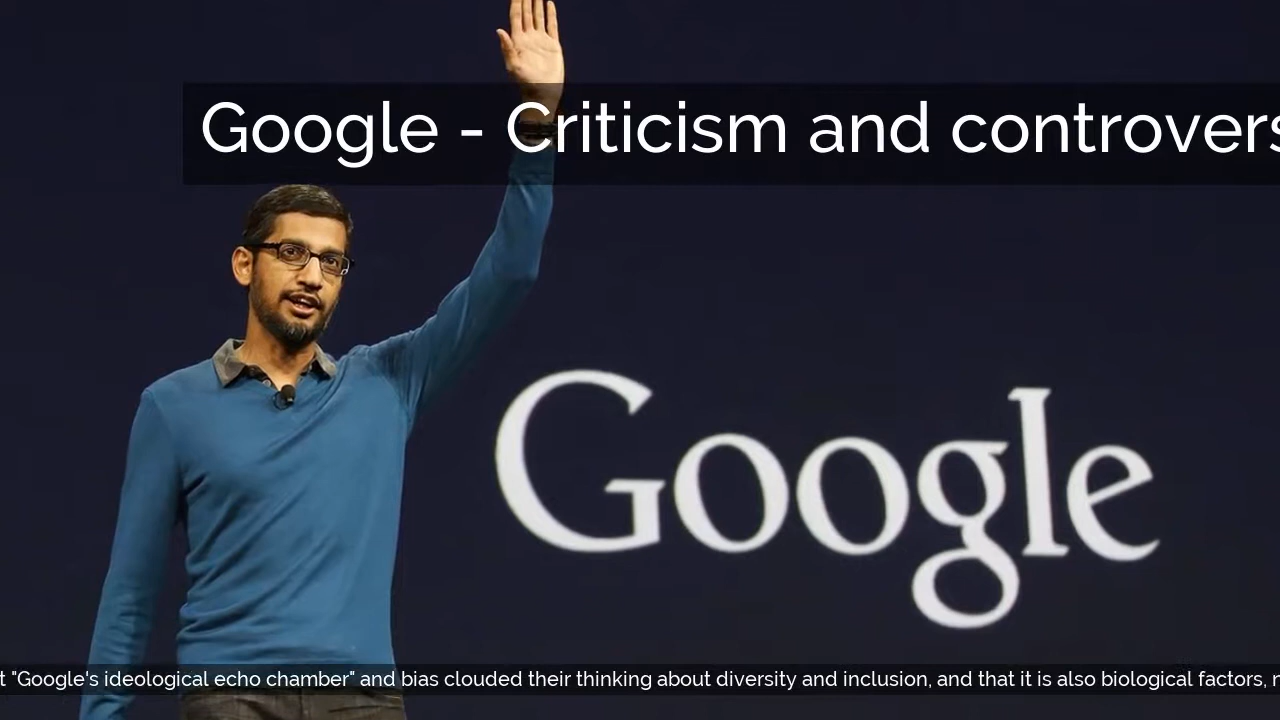 Google - Criticism and controvers
Google
t "Google's ideological echo chamber" and bias clouded their thinking about diversity and inclusion, and that it is also biological factors, n